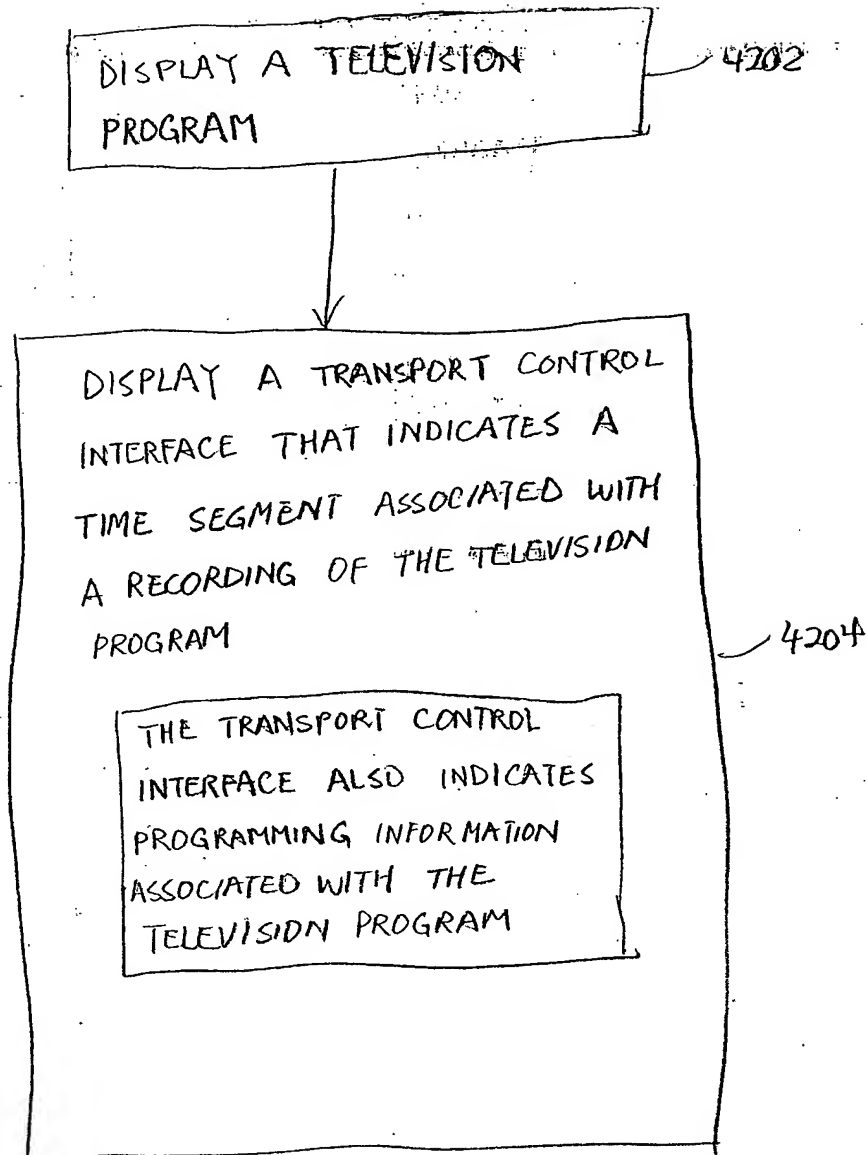 DISPLAY A TELEVISION
PROGRAM
4202
DISPLAY A TRANSPORT CONTROL
INTERFACE THAT INDICATES A
TIME SEGMENT ASSOCIATED WITH
A RECORDING OF THE TELEVISION
PROGRAM
4204
THE TRANSPORT CONTROL
INTERFACE ALSO INDICATES
PROGRAMMING INFORMATION
ASSOCIATED WITH THE
TELEVISION PROGRAM